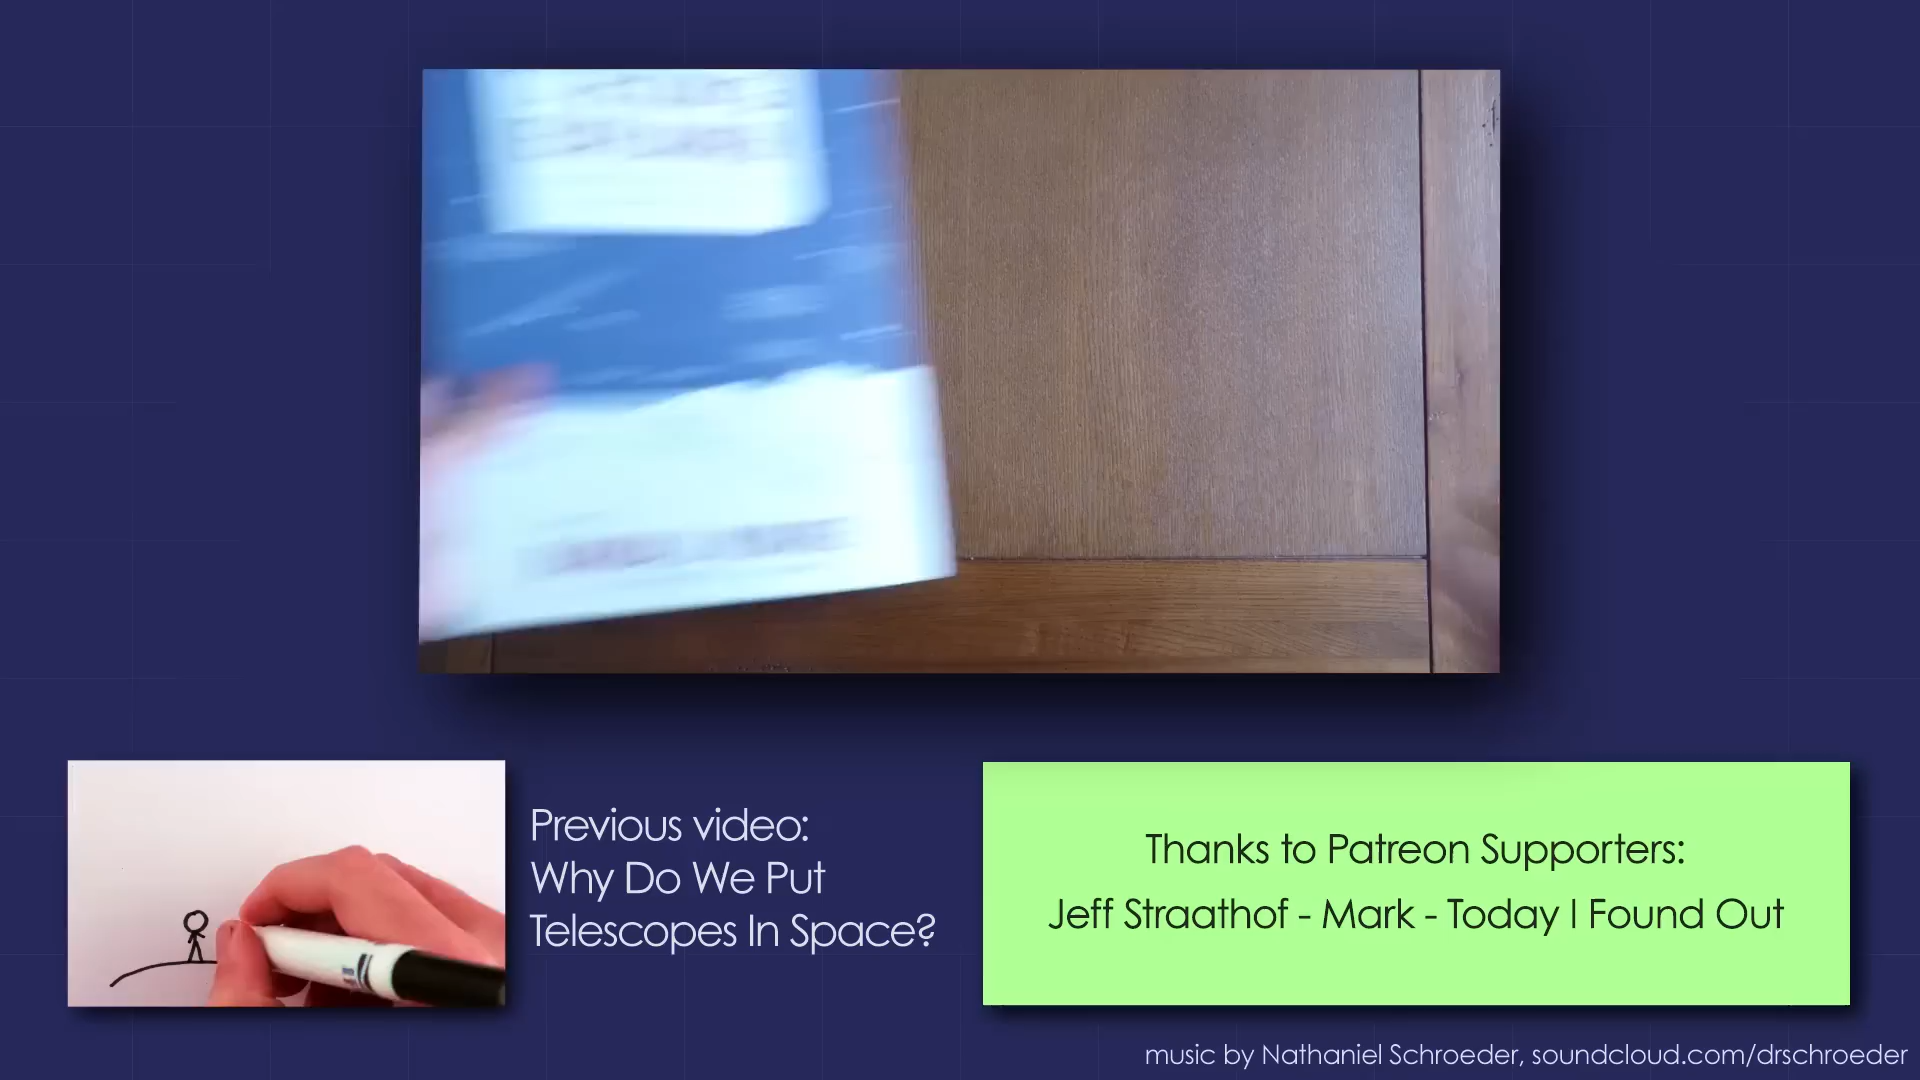 Previous video:
Why Do We Put
Telescopes In Space?
Thanks to Patreon Supporters:
Jeff Straathof - Mark - Today I Found Out
music by Nathaniel Schroeder, soundcloud.com/drschroeder